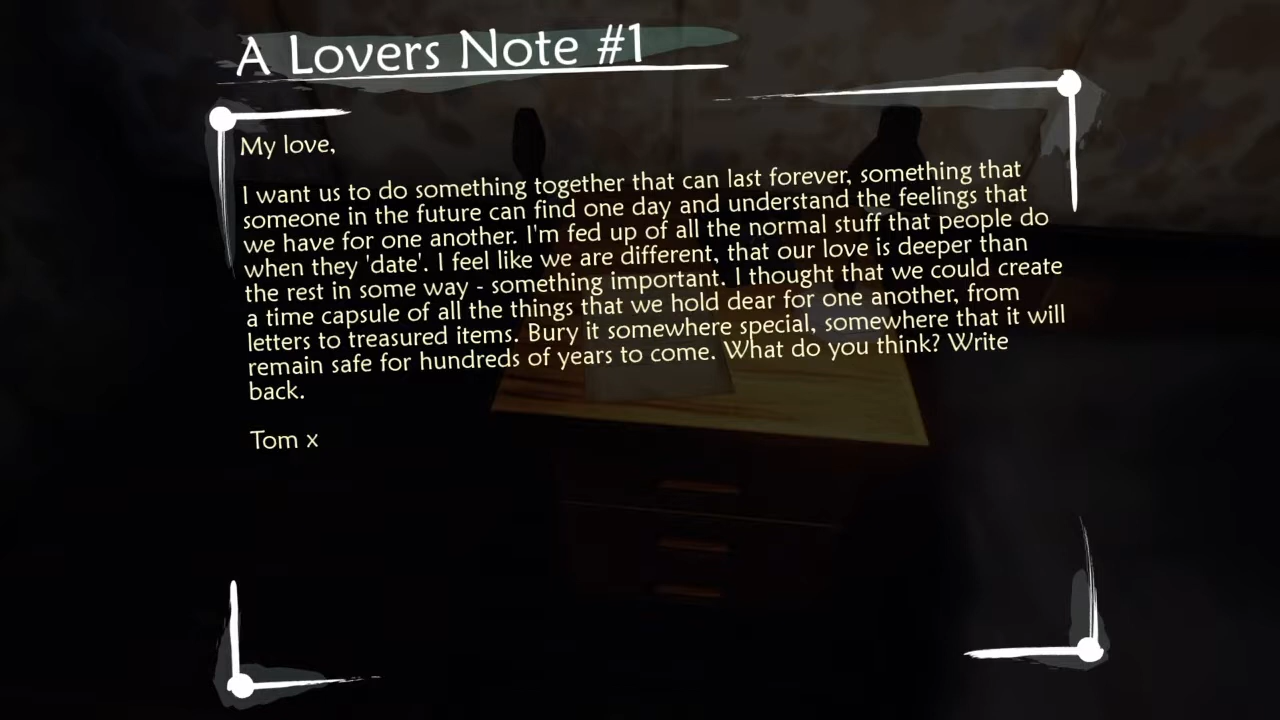 A Lovers Note #1
My love,
I want us to do something together that can last forever, something that
someone in the future can find one day and understand the feelings that
we have for one another. I'm fed up of all the normal stuff that people do
when they 'date'. I feel like we are different, that our love is deeper than
the rest in some way - something important. I thought that we could create
a time capsule of all the things that we hold dear for one another, from
letters to treasured items. Bury it somewhere special, somewhere that it will
remain safe for hundreds of years to come. What do you think? Write
back.
Tom x